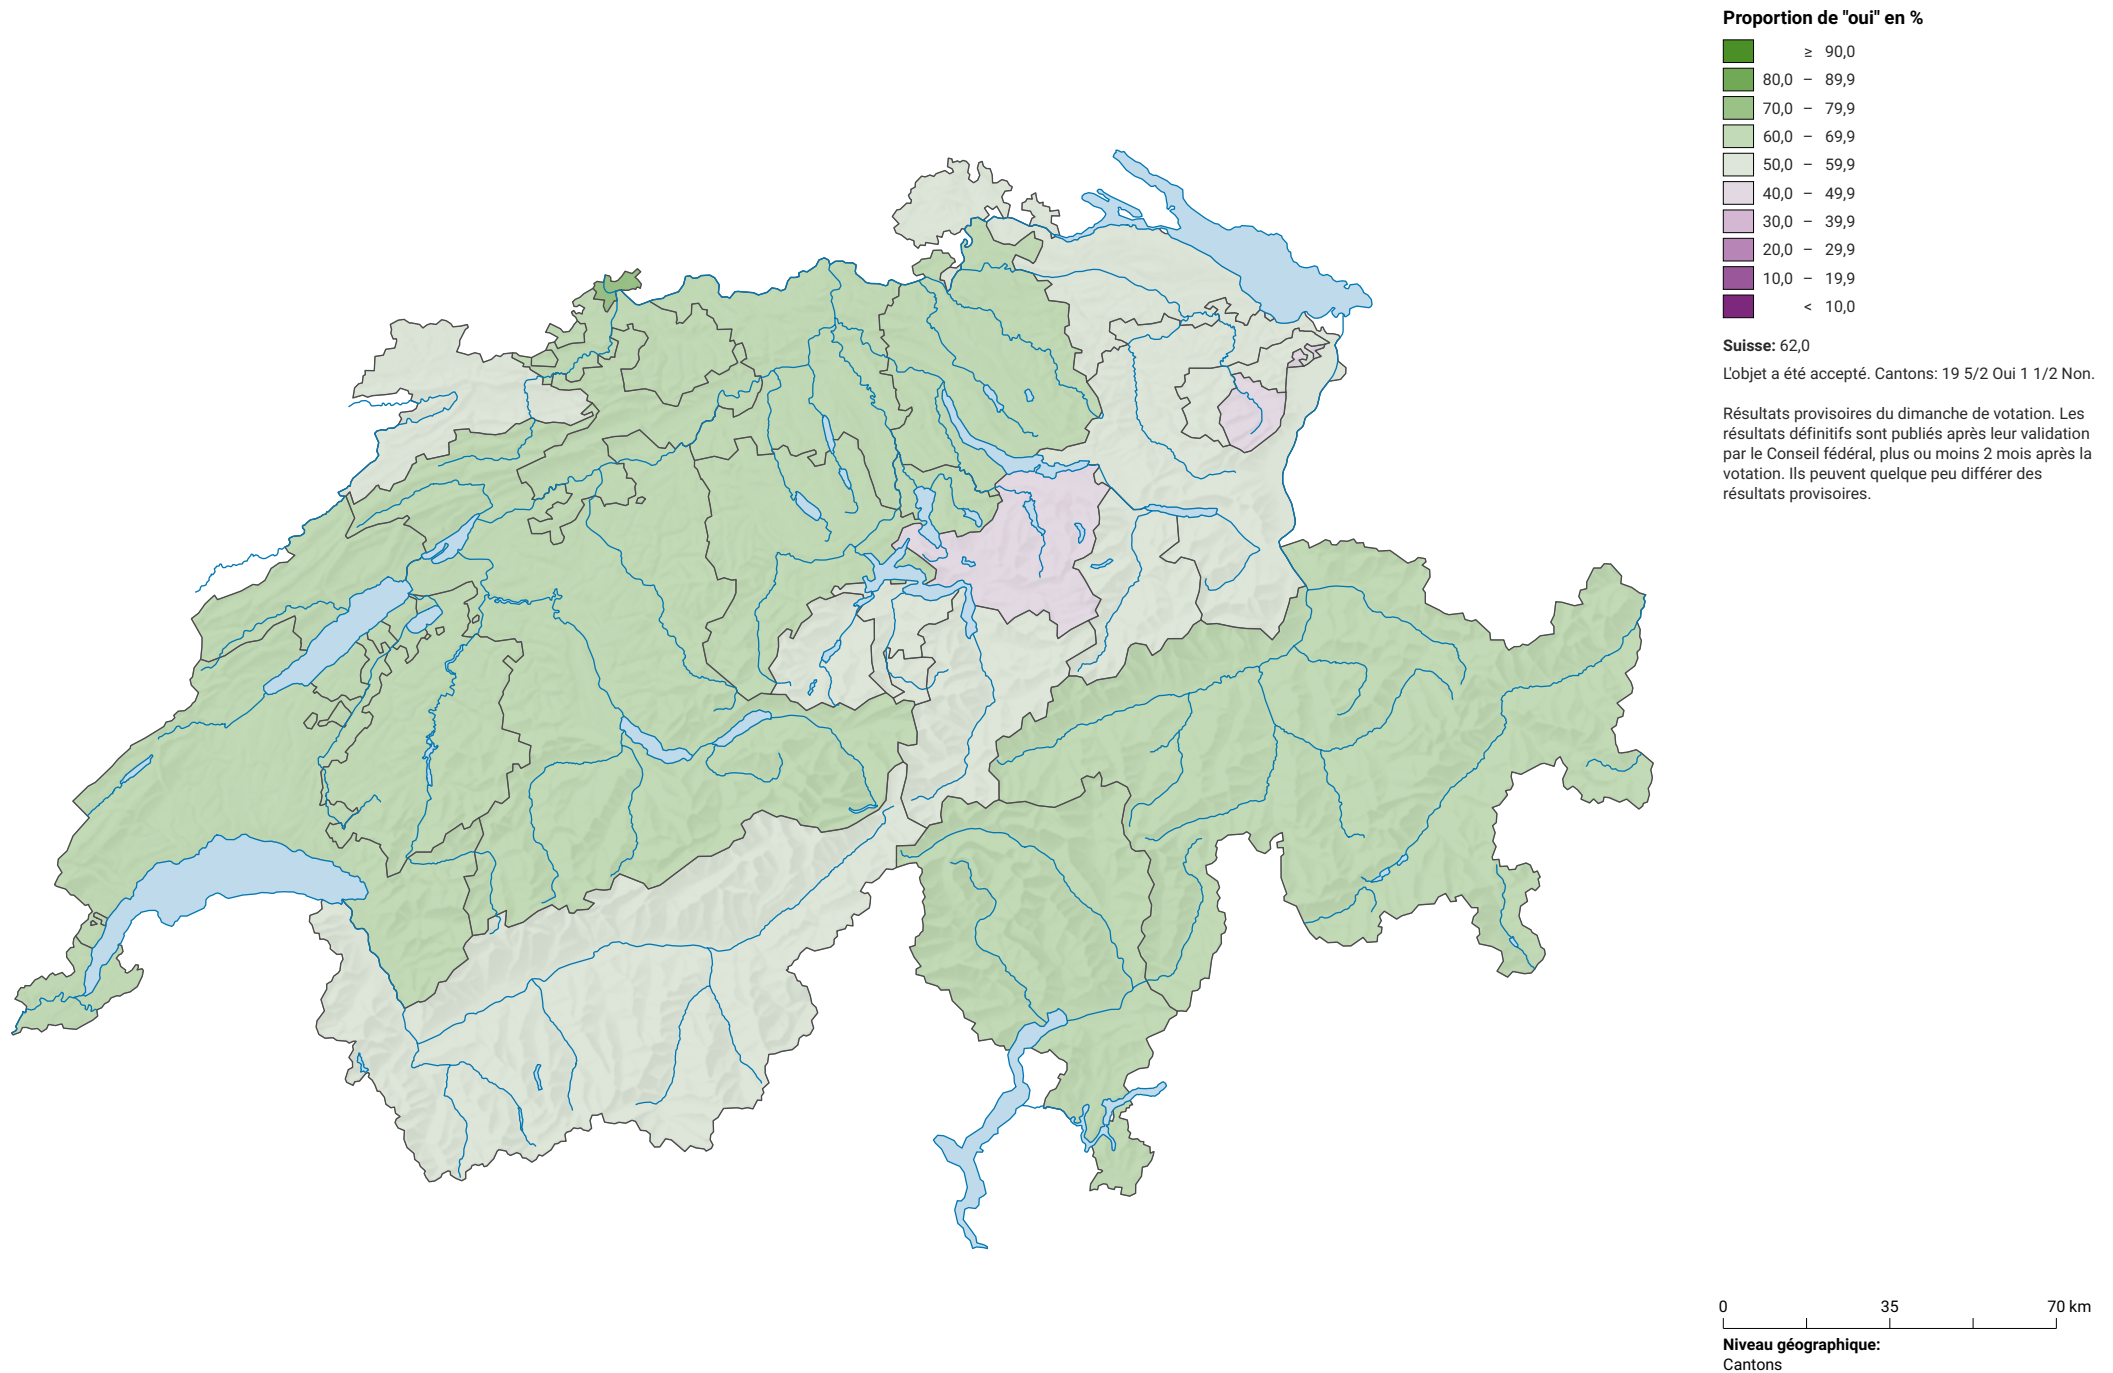 Proportion de "oui" en %
≥ 90,0
80,0 – 89,9
70,0 – 79,9
60,0 – 69,9
50,0 – 59,9
40,0 – 49,9
30,0 – 39,9
20,0 – 29,9
10,0 – 19,9
< 10,0
Suisse: 62,0
L'objet a été accepté. Cantons: 19 5/2 Oui 1 1/2 Non.
Résultats provisoires du dimanche de votation. Les
résultats définitifs sont publiés après leur validation
par le Conseil fédéral, plus ou moins 2 mois après la
votation. Ils peuvent quelque peu différer des
résultats provisoires.
0 35 70 km
Niveau géographique:
Cantons